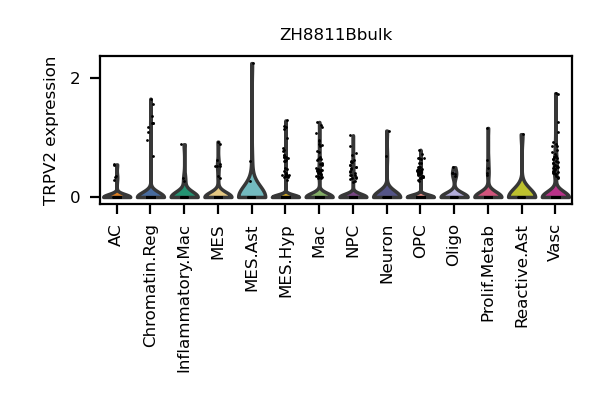 ZH8811Bbulk
TRPV2 expression
2
0
AC
Chromatin.Reg
Inflammatory.Mac
MES
MES.Ast
MES.Hyp
Mac
NPC
Neuron
OPC
Oligo
Prolif.Metab
Reactive.Ast
Vasc